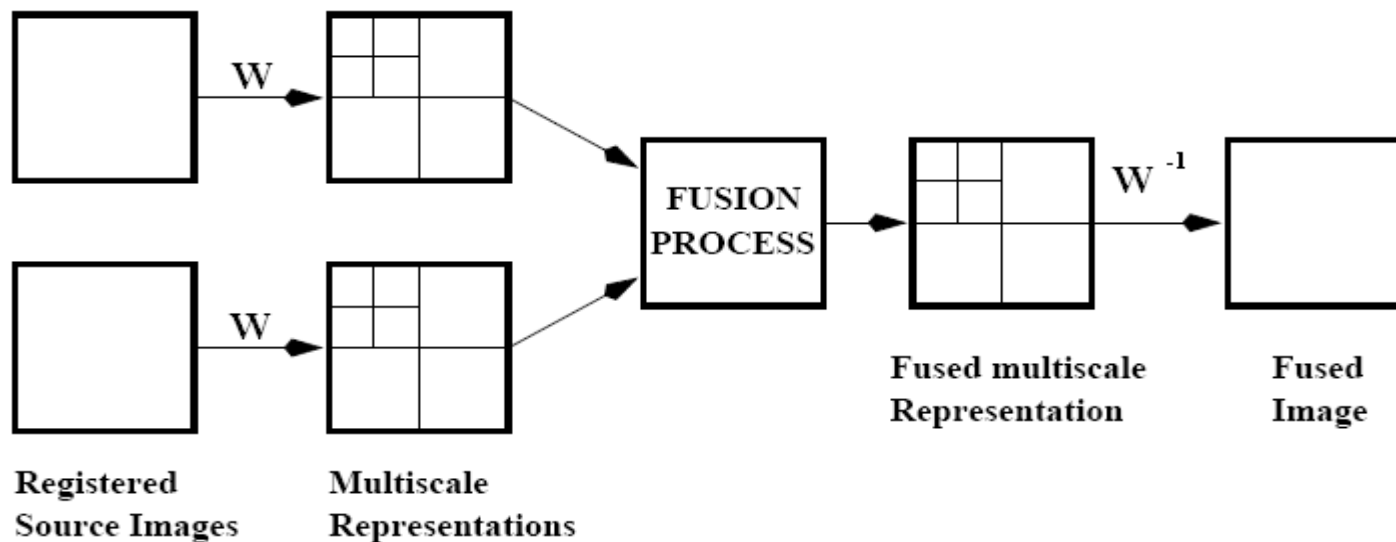 W
W
FUSION
PROCESS
W -1
Fused multiscale
Representation
Fused
Image
Registered
Source Images
Multiscale
Representations